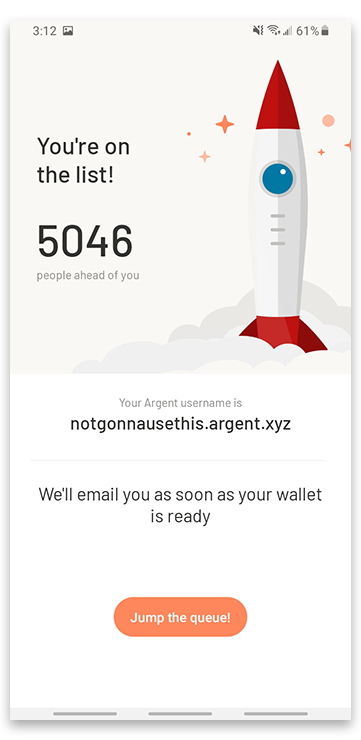 3:12 61%
You're on
the list!
5046
people ahead of you
Your Argent username is
notgonnausethis.argent.xyz
We'll email you as soon as your wallet
is ready
Jump the queue!